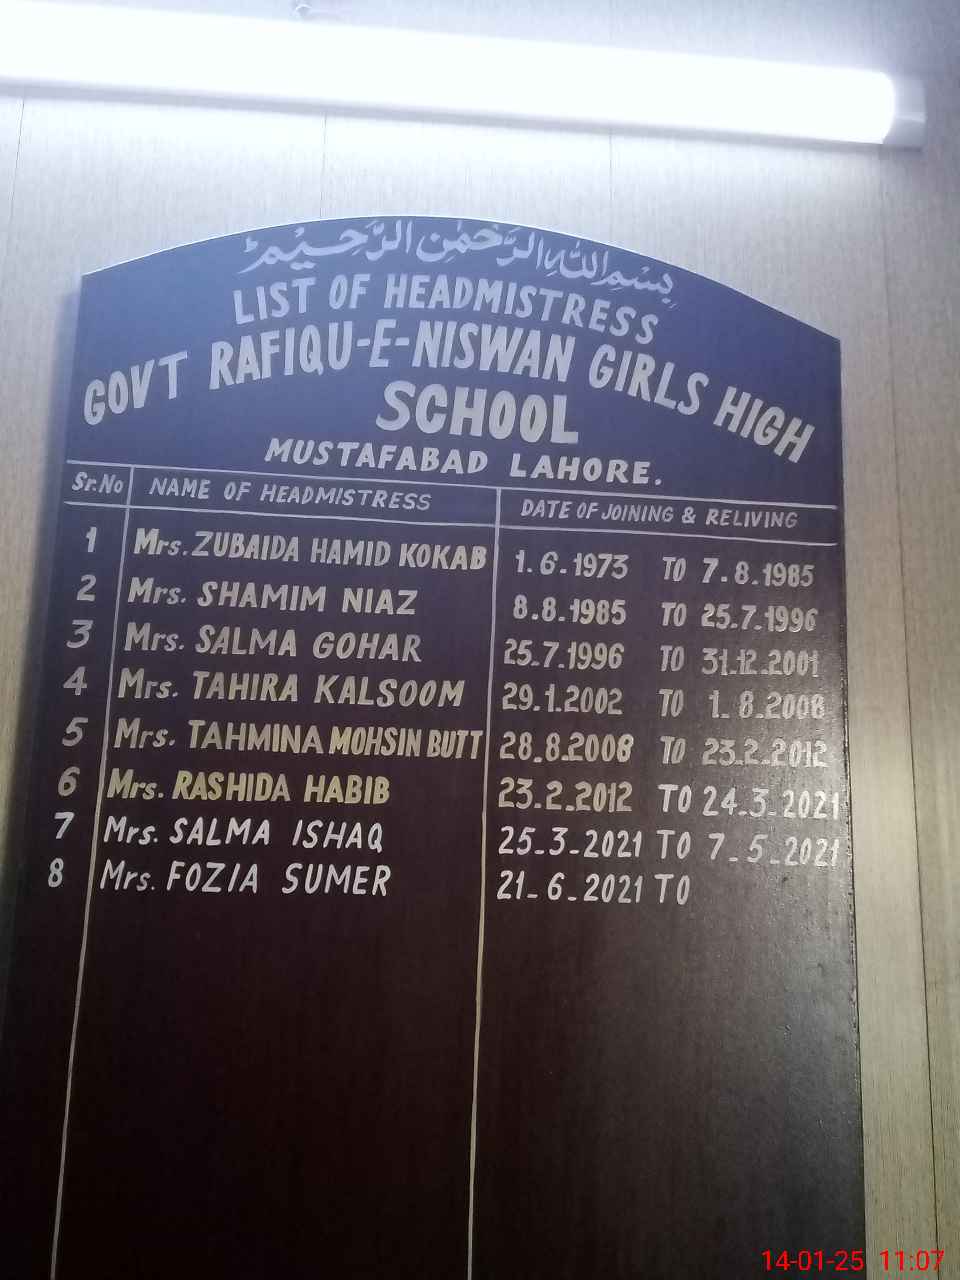 بِسْمِ اللهِ الرَّحْمٰنِ الرَّحِيْمِ
LIST OF HEADMISTRESS
GOVT RAFIQU-E-NISWAN GIRLS HIGH
SCHOOL
MUSTAFABAD LAHORE.
Sr.No NAME OF HEADMISTRESS DATE OF JOINING & RELIVING
1 Mrs. ZUBAIDA HAMID KOKAB 1.6.1973 TO 7.8.1985
2 Mrs. SHAMIM NIAZ 8.8.1985 TO 25.7.1996
3 Mrs. SALMA GOHAR 25.7.1996 TO 31.12.2001
4 Mrs. TAHIRA KALSOOM 29.1.2002 TO 1.8.2008
5 Mrs. TAHMINA MOHSIN BUTT 28.8.2008 TO 23.2.2012
6 Mrs. RASHIDA HABIB 23.2.2012 TO 24.3.2021
7 Mrs. SALMA ISHAQ 25.3-2021 TO 7-5-2021
8 Mrs. FOZIA SUMER 21-6.2021 TO
14-01-25 11:07